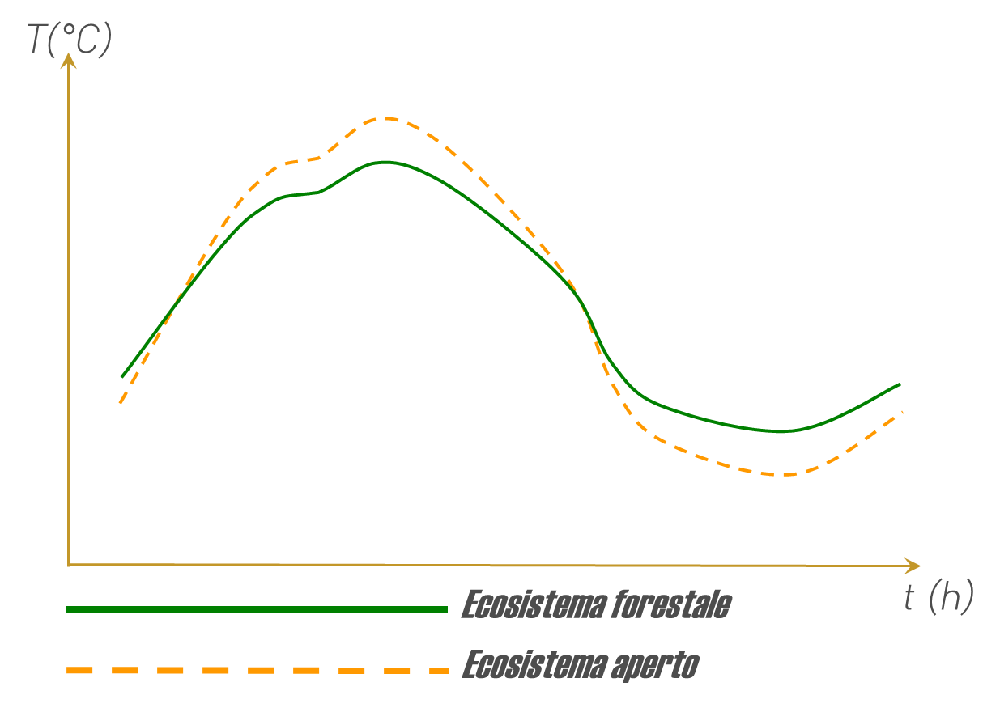 T(°C)
t (h)
Ecosistema forestale
Ecosistema aperto